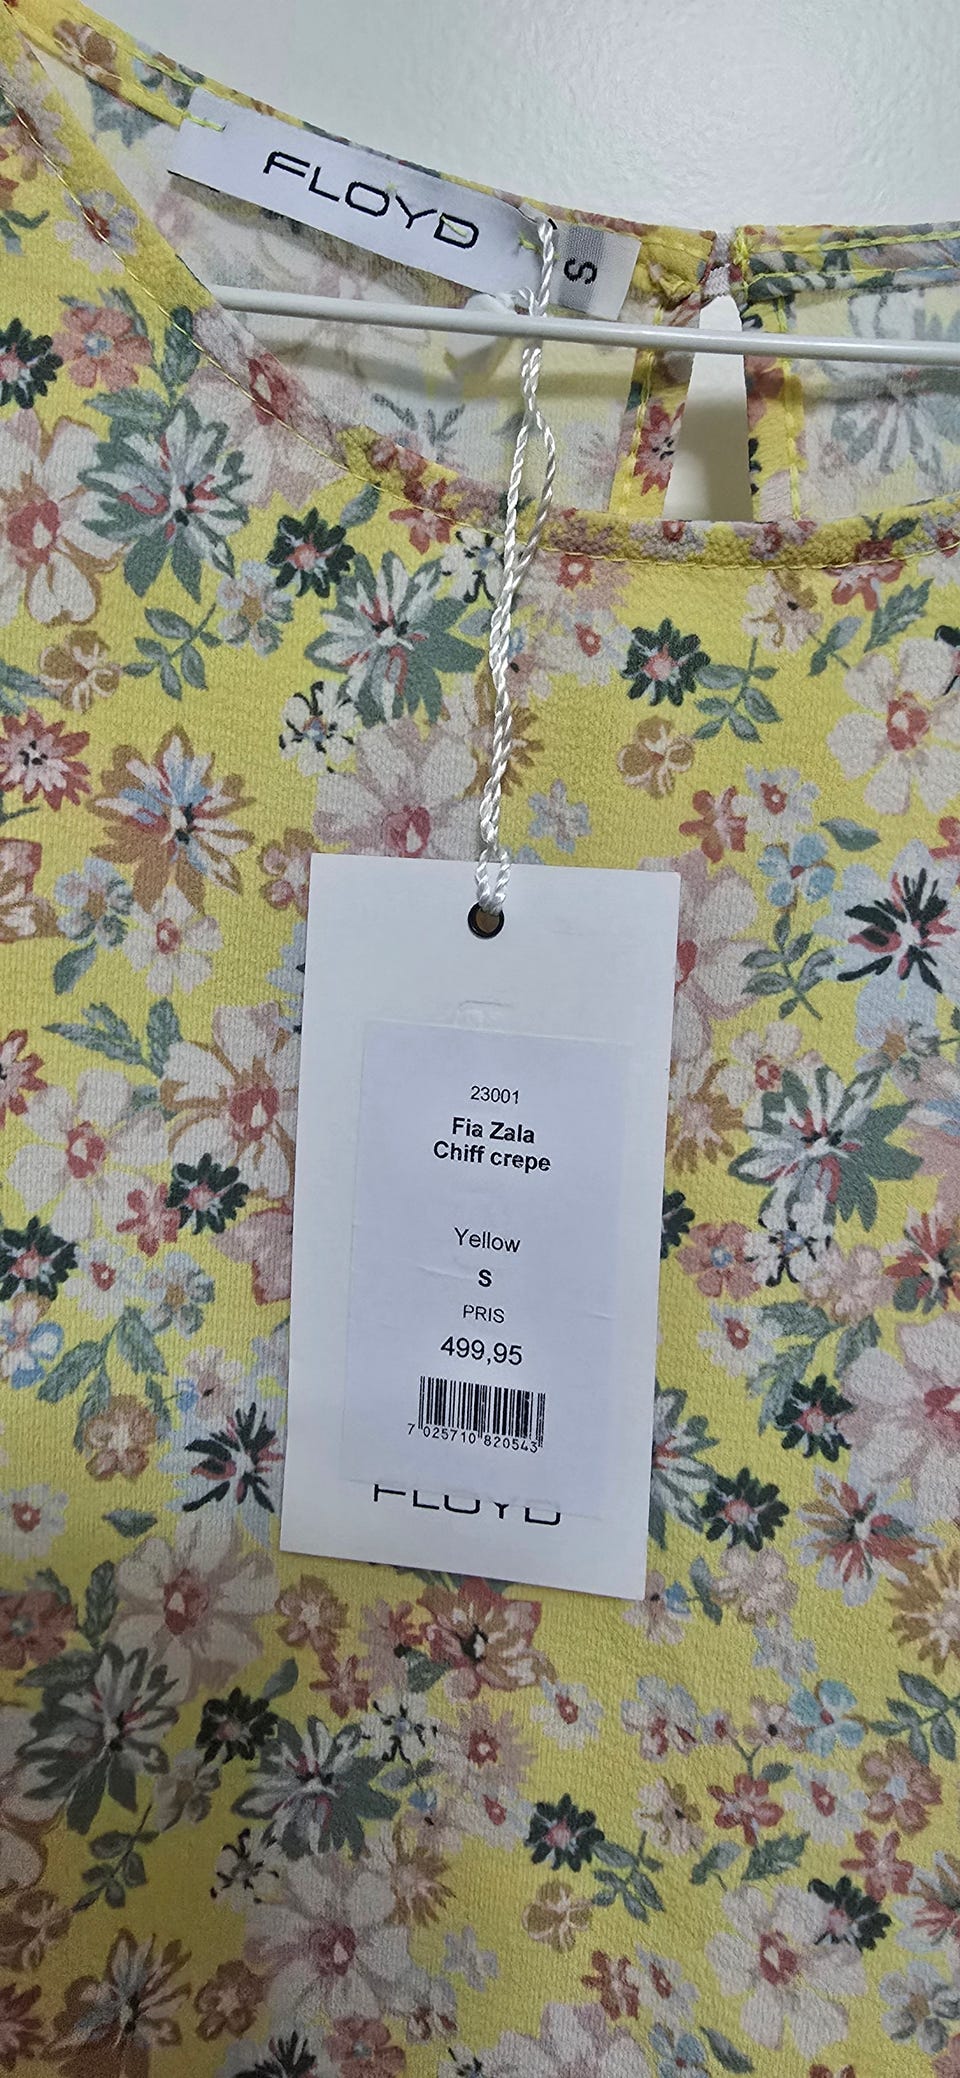 FLOYD
S
23001
Fia Zala
Chiff crepe
Yellow
S
PRIS
499,95
7 025710 820543
FLOYD